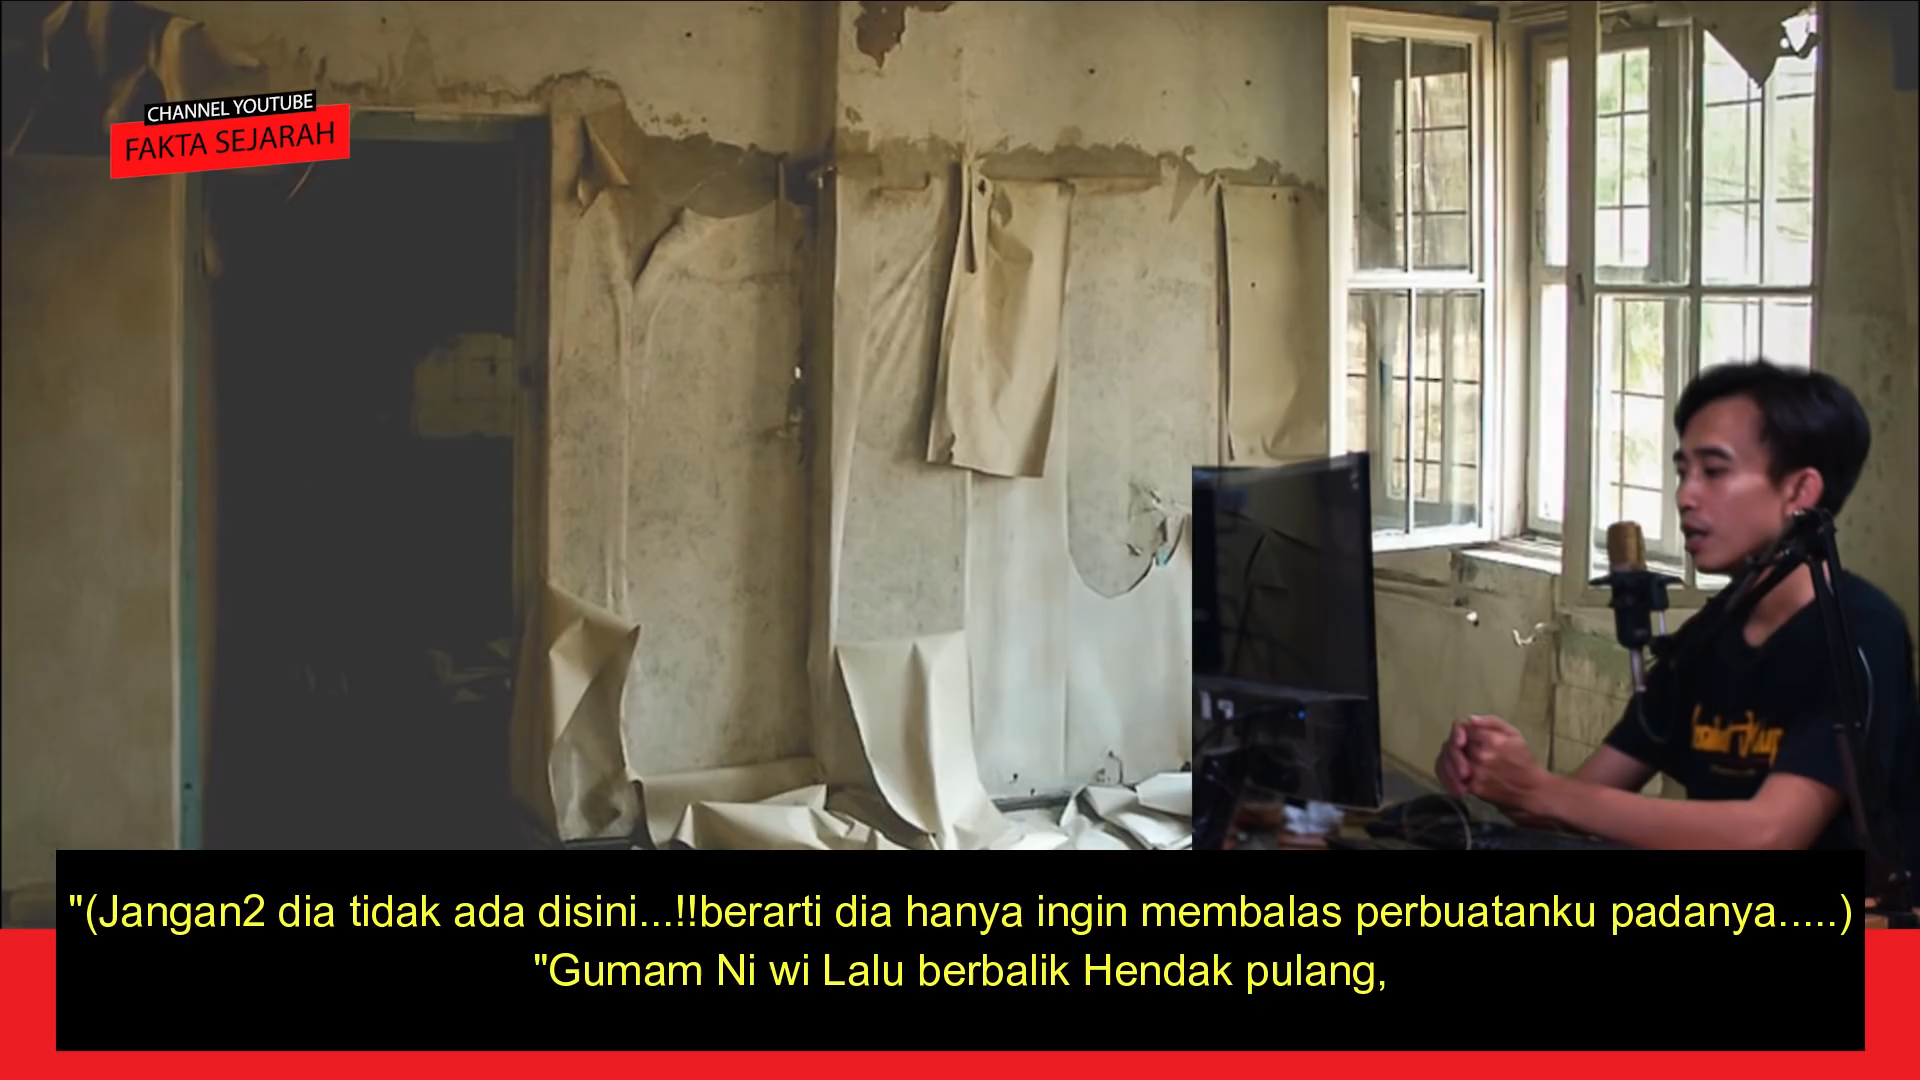 CHANNEL YOUTUBE
FAKTA SEJARAH
"(Jangan2 dia tidak ada disini...!!berarti dia hanya ingin membalas perbuatanku padanya.....)
"Gumam Ni wi Lalu berbalik Hendak pulang,